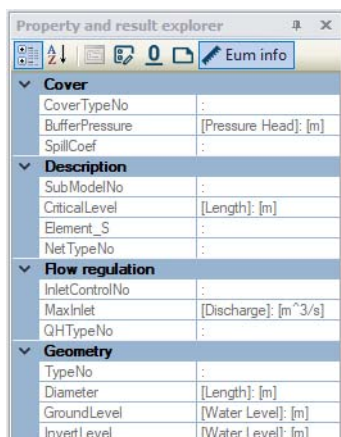 Property and result explorer
Eum info
Cover
CoverTypeNo :
BufferPressure [Pressure Head]: [m]
SpillCoef :
Description
SubModelNo :
CriticalLevel [Length]: [m]
Element_S :
NetTypeNo :
Flow regulation
InletControlNo :
MaxInlet [Discharge]: [m^3/s]
QHTypeNo :
Geometry
TypeNo :
Diameter [Length]: [m]
GroundLevel [Water Level]: [m]
InvertLevel [Water Level]: [m]